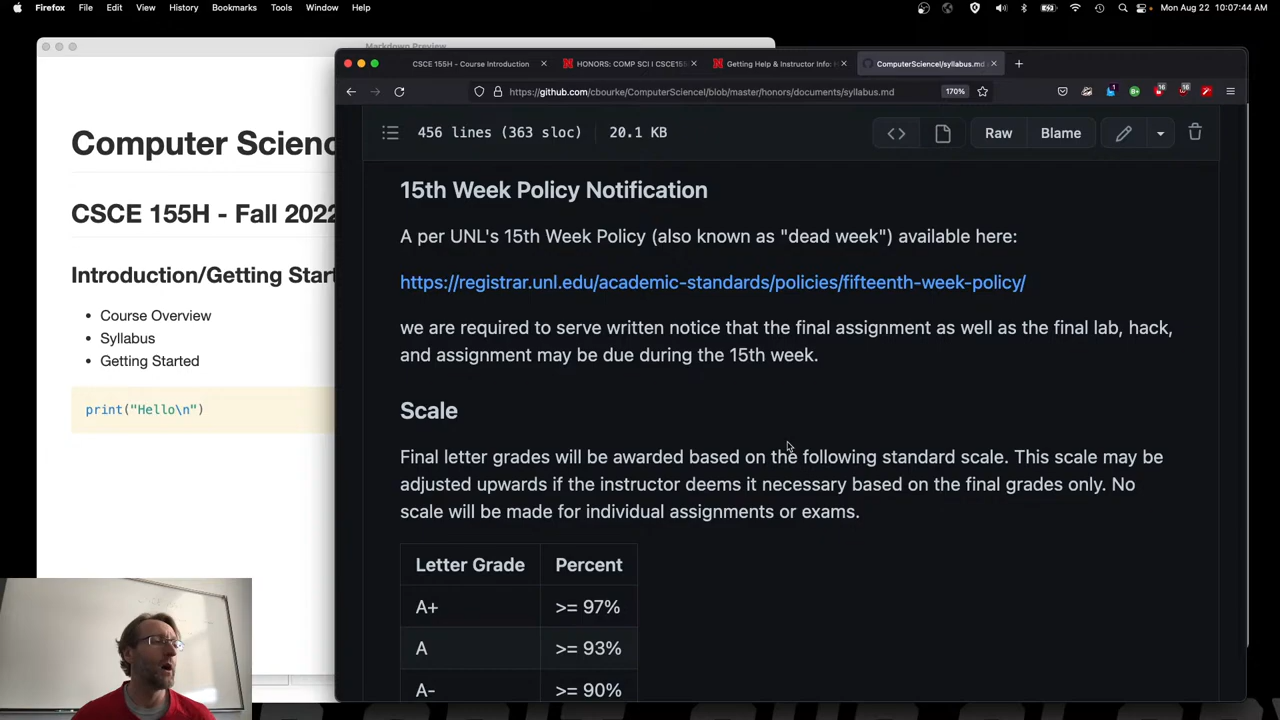 Firefox File Edit View History Bookmarks Tools Window Help
Mon Aug 22 10:07:44
Markdown Preview
Computer Scienc
CSCE 155H - Fall 2022
Introduction/Getting Start
Course Overview
Syllabus
Getting Started
print("Hello\n")
CSCE 155H - Course Introduction
HONORS: COMP SCI I CSCE155
Getting Help & Instructor Info: H
ComputerScienceI/syllabus.md
https://github.com/cbourke/ComputerScienceI/blob/master/honors/documents/syllabus.md
170%
456 lines (363 sloc) 20.1 KB
Raw
Blame
15th Week Policy Notification
A per UNL's 15th Week Policy (also known as "dead week") available here:
https://registrar.unl.edu/academic-standards/policies/fifteenth-week-policy/
we are required to serve written notice that the final assignment as well as the final lab, hack,
and assignment may be due during the 15th week.
Scale
Final letter grades will be awarded based on the following standard scale. This scale may be
adjusted upwards if the instructor deems it necessary based on the final grades only. No
scale will be made for individual assignments or exams.
Letter Grade Percent
A+ >= 97%
A >= 93%
A- >= 90%